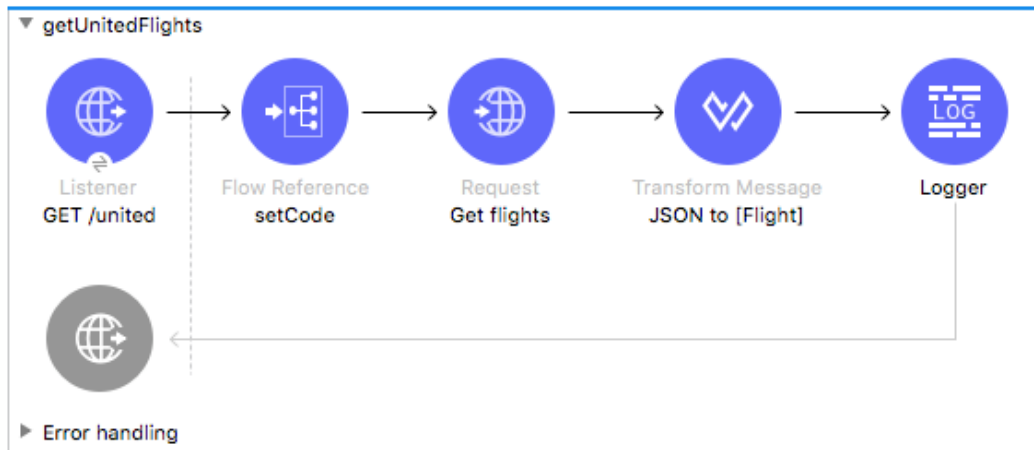 getUnitedFlights
LOG
Listener
GET /united
Flow Reference
setCode
Request
Get flights
Transform Message
JSON to [Flight]
Logger
Error handling